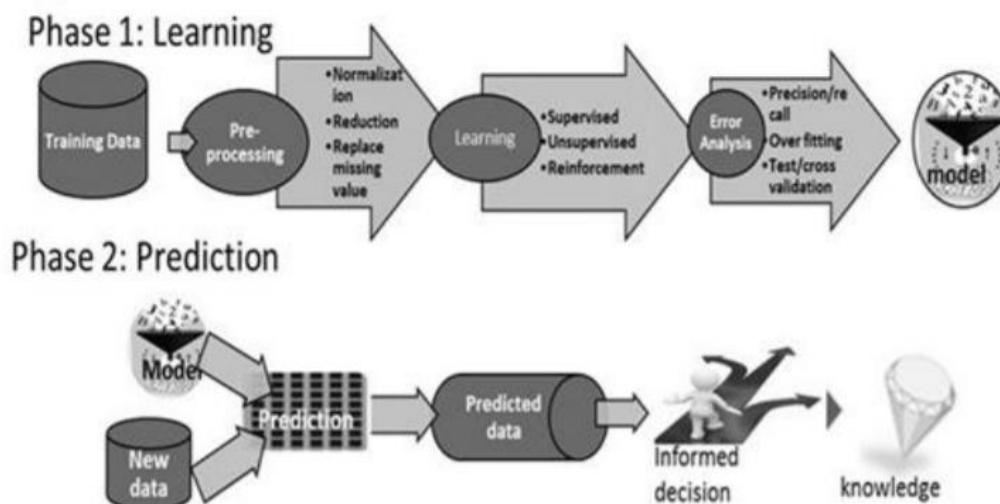 Phase 1: Learning
Training Data
Pre-
processing
•Normalizat
ion
•Reduction
•Replace
missing
value
Learning
•Supervised
•Unsupervised
•Reinforcement
Error
Analysis
•Precision/re
call
•Over fitting
•Test/cross
validation
model
Phase 2: Prediction
Model
New
data
Prediction
Predicted
data
Informed
decision
knowledge